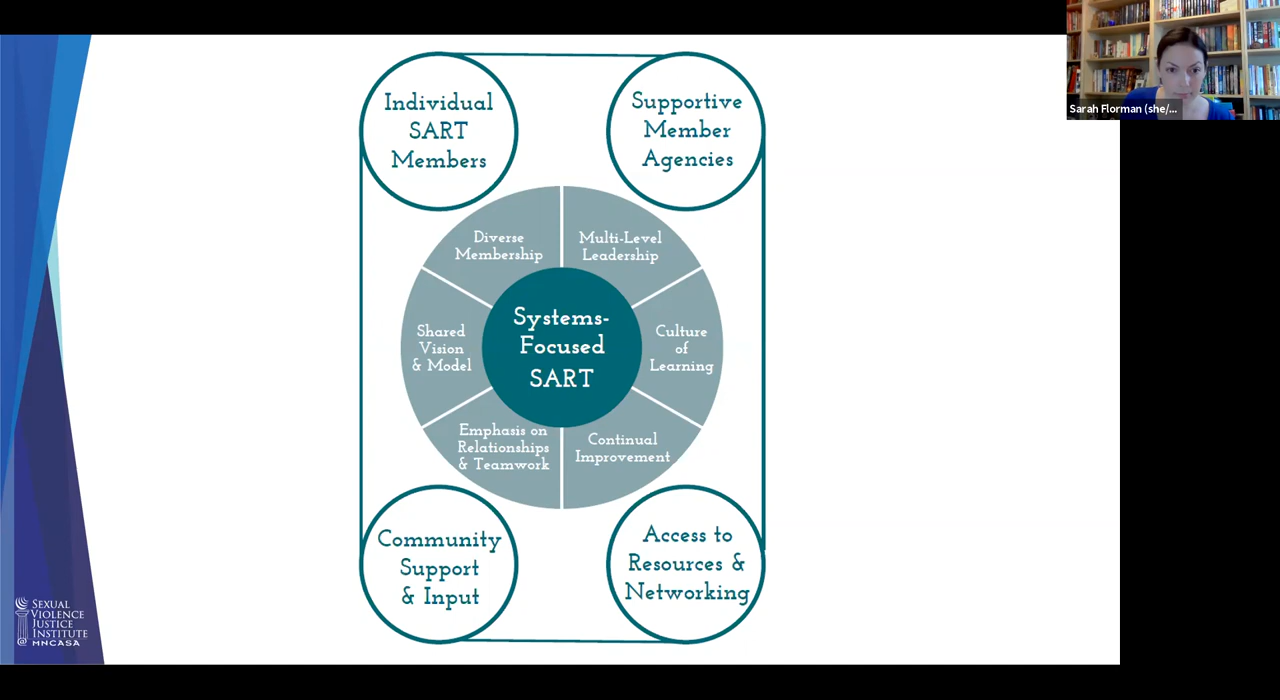 Individual
SART
Members
Supportive
Member
Agencies
Diverse
Membership
Multi-Level
Leadership
Shared
Vision
& Model
Systems-
Focused
SART
Culture
of
Learning
Emphasis on
Relationships
& Teamwork
Continual
Improvement
Community
Support
& Input
Access to
Resources &
Networking
SEXUAL
VIOLENCE
JUSTICE
INSTITUTE
@ MNCASA
Sarah Florman (she/...